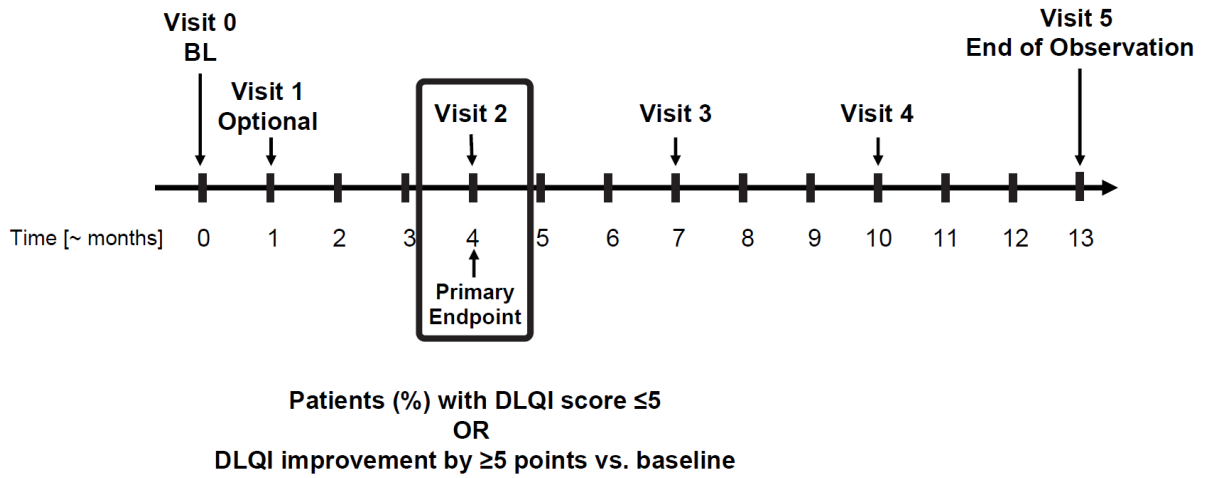 Visit 0
BL
Visit 1
Optional
Visit 2
Visit 3
Visit 4
Visit 5
End of Observation
Time [~ months] 0 1 2 3 4 5 6 7 8 9 10 11 12 13
Primary
Endpoint
Patients (%) with DLQI score ≤5
OR
DLQI improvement by ≥5 points vs. baseline